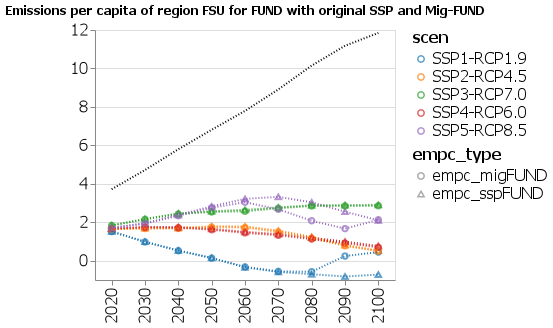 Emissions per capita of region FSU for FUND with original SSP and Mig-FUND
12
10
8
6
4
2
0
2020
2030
2040
2050
2060
2070
2080
2090
2100
scen
SSP1-RCP1.9
SSP2-RCP4.5
SSP3-RCP7.0
SSP4-RCP6.0
SSP5-RCP8.5
empc_type
empc_migFUND
empc_sspFUND